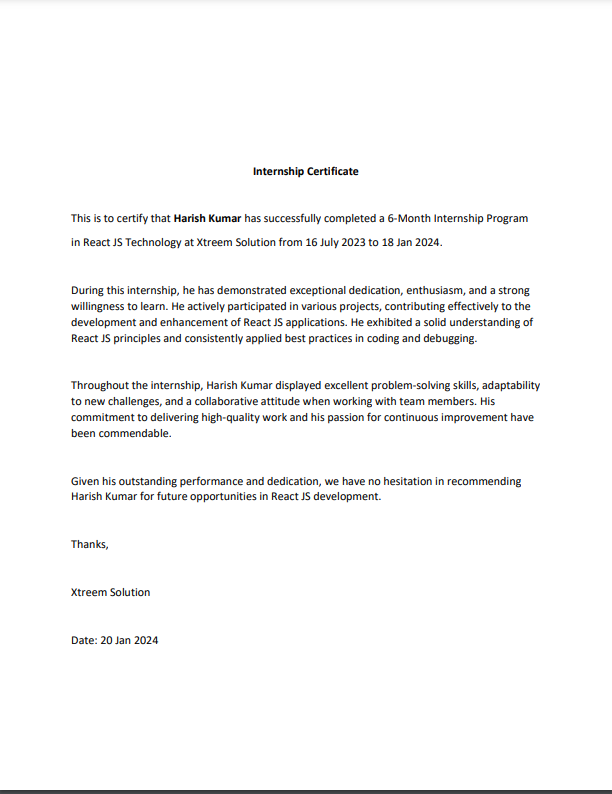 Internship Certificate
This is to certify that Harish Kumar has successfully completed a 6-Month Internship Program
in React JS Technology at Xtreem Solution from 16 July 2023 to 18 Jan 2024.
During this internship, he has demonstrated exceptional dedication, enthusiasm, and a strong
willingness to learn. He actively participated in various projects, contributing effectively to the
development and enhancement of React JS applications. He exhibited a solid understanding of
React JS principles and consistently applied best practices in coding and debugging.
Throughout the internship, Harish Kumar displayed excellent problem-solving skills, adaptability
to new challenges, and a collaborative attitude when working with team members. His
commitment to delivering high-quality work and his passion for continuous improvement have
been commendable.
Given his outstanding performance and dedication, we have no hesitation in recommending
Harish Kumar for future opportunities in React JS development.
Thanks,
Xtreem Solution
Date: 20 Jan 2024